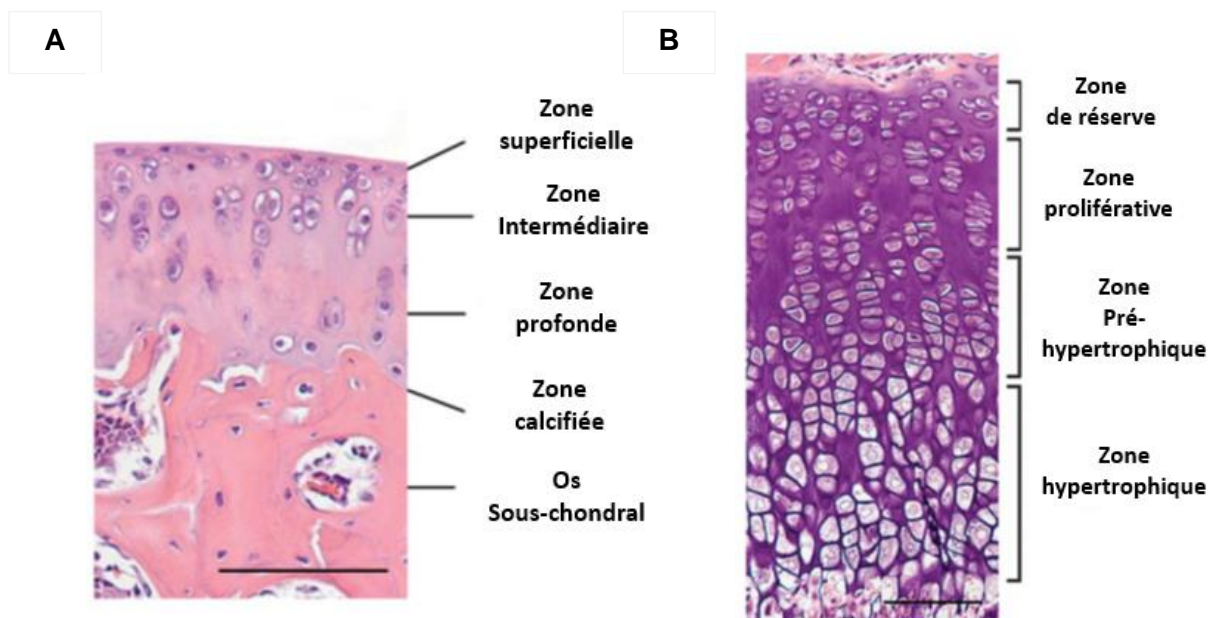 A
Zone
superficielle
Zone
Intermédiaire
Zone
profonde
Zone
calcifiée
Os
Sous-chondral
B
Zone
de réserve
Zone
proliférative
Zone
Pré-
hypertrophique
Zone
hypertrophique